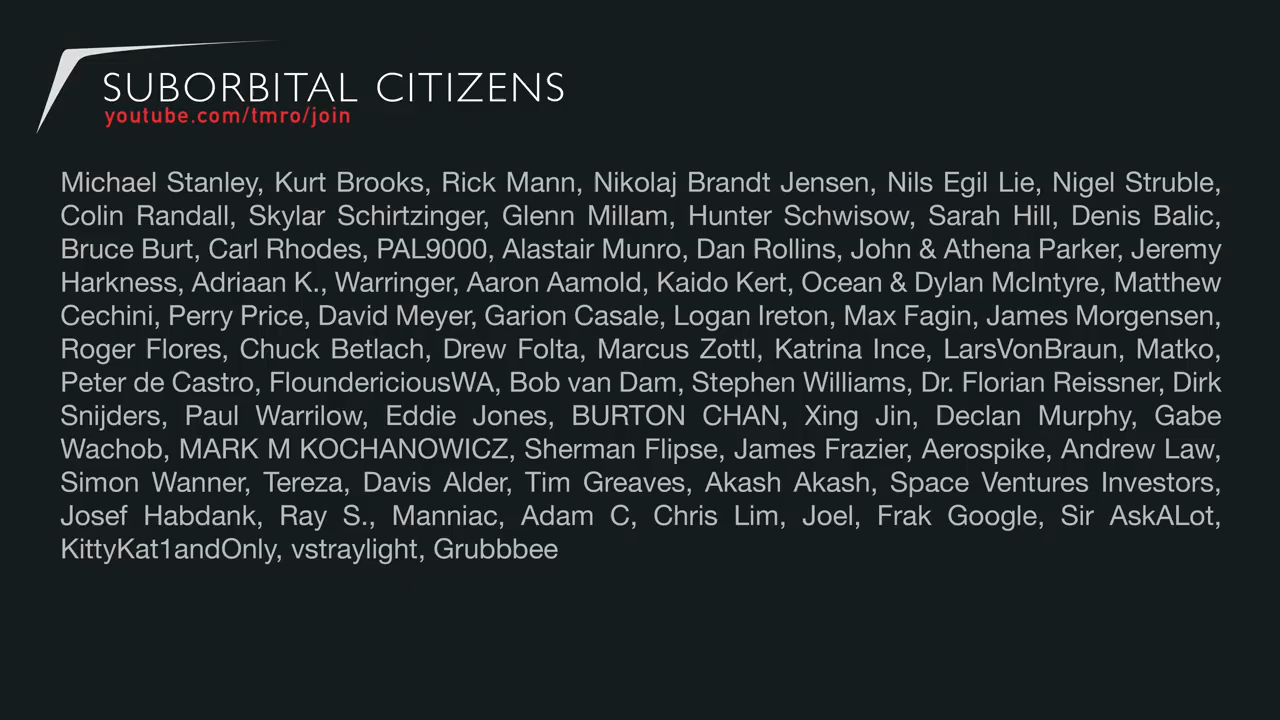 SUBORBITAL CITIZENS
youtube.com/tmro/join
Michael Stanley, Kurt Brooks, Rick Mann, Nikolaj Brandt Jensen, Nils Egil Lie, Nigel Struble,
Colin Randall, Skylar Schirtzinger, Glenn Millam, Hunter Schwisow, Sarah Hill, Denis Balic,
Bruce Burt, Carl Rhodes, PAL9000, Alastair Munro, Dan Rollins, John & Athena Parker, Jeremy
Harkness, Adriaan K., Warringer, Aaron Aamold, Kaido Kert, Ocean & Dylan McIntyre, Matthew
Cechini, Perry Price, David Meyer, Garion Casale, Logan Ireton, Max Fagin, James Morgensen,
Roger Flores, Chuck Betlach, Drew Folta, Marcus Zottl, Katrina Ince, LarsVonBraun, Matko,
Peter de Castro, FloundericiousWA, Bob van Dam, Stephen Williams, Dr. Florian Reissner, Dirk
Snijders, Paul Warrilow, Eddie Jones, BURTON CHAN, Xing Jin, Declan Murphy, Gabe
Wachob, MARK M KOCHANOWICZ, Sherman Flipse, James Frazier, Aerospike, Andrew Law,
Simon Wanner, Tereza, Davis Alder, Tim Greaves, Akash Akash, Space Ventures Investors,
Josef Habdank, Ray S., Manniac, Adam C, Chris Lim, Joel, Frak Google, Sir AskALot,
KittyKat1andOnly, vstraylight, Grubbbee